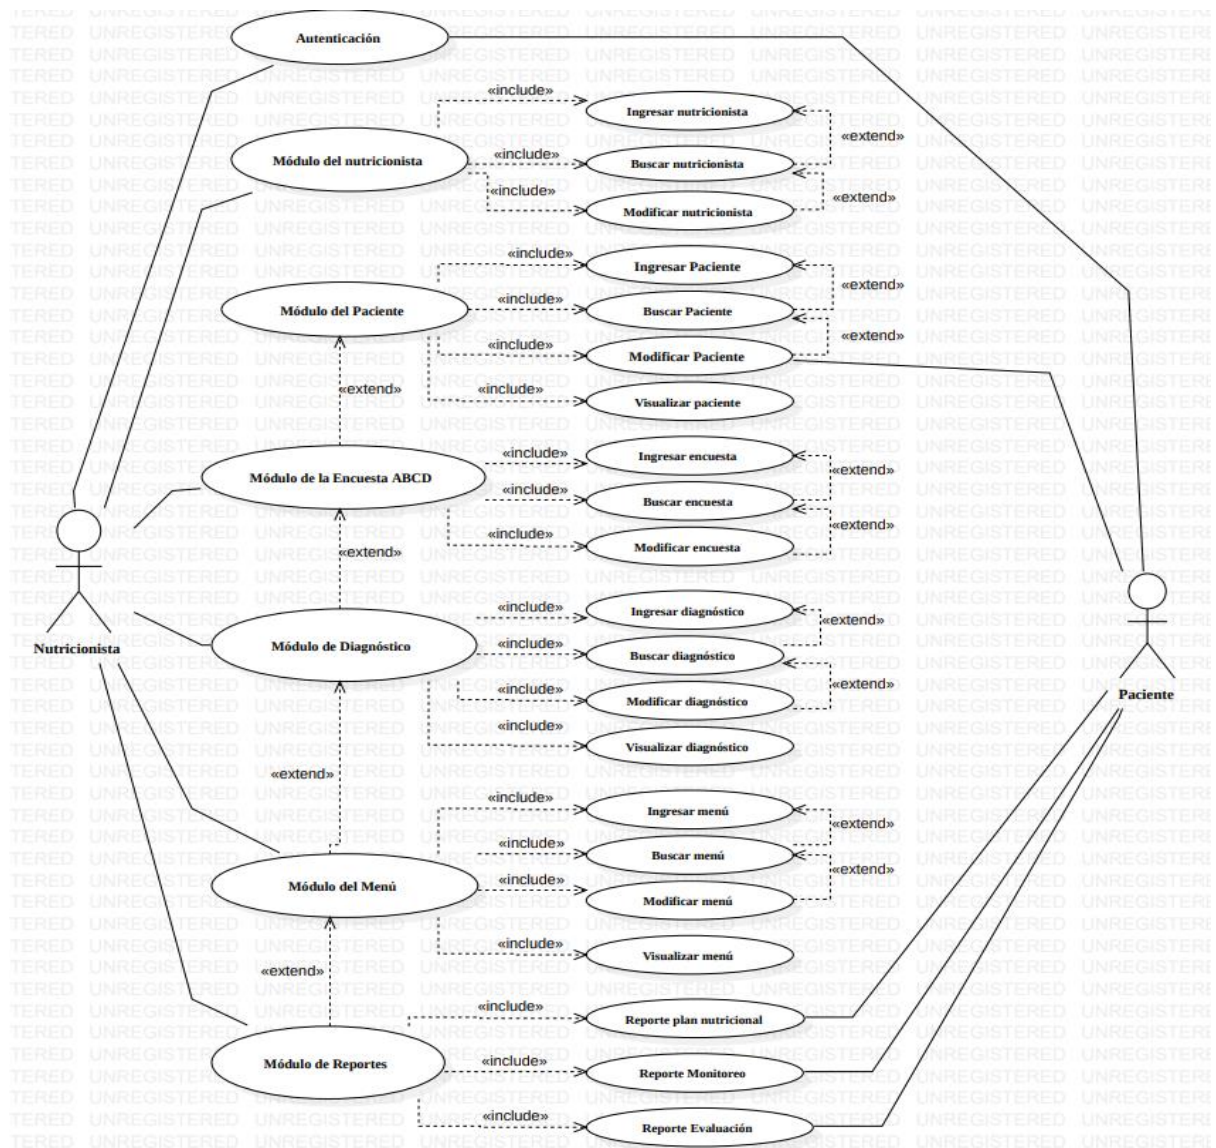 Autenticación
«include»
Ingresar nutricionista
«extend»
Módulo del nutricionista
«include»
Buscar nutricionista
«include»
«extend»
Modificar nutricionista
«include»
Ingresar Paciente
«extend»
Módulo del Paciente
«include»
Buscar Paciente
«extend»
«include»
Modificar Paciente
«extend»
«include»
Visualizar paciente
«include»
Ingresar encuesta
«extend»
Módulo de la Encuesta ABCD
«include»
Buscar encuesta
«extend»
«include»
Modificar encuesta
«extend»
«include»
Ingresar diagnóstico
«extend»
Nutricionista
Módulo de Diagnóstico
«include»
Buscar diagnóstico
«extend»
«include»
Modificar diagnóstico
Paciente
«include»
Visualizar diagnóstico
«extend»
«include»
Ingresar menú
«extend»
«include»
Buscar menú
«extend»
Módulo del Menú
«include»
Modificar menú
«include»
Visualizar menú
«extend»
«include»
Reporte plan nutricional
Módulo de Reportes
«include»
Reporte Monitoreo
«include»
Reporte Evaluación
UNREGISTERED